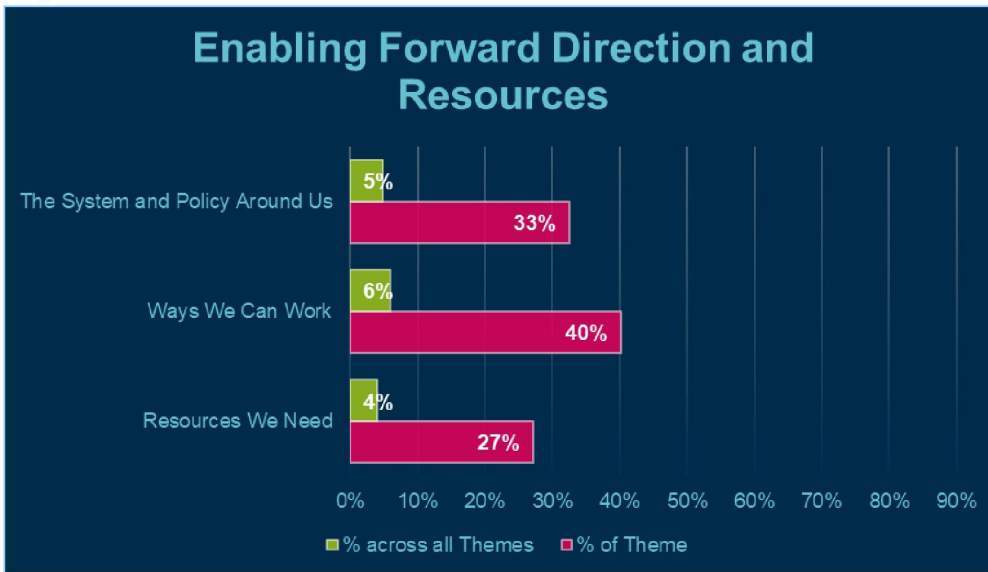 Enabling Forward Direction and
Resources
The System and Policy Around Us
5%
33%
Ways We Can Work
6%
40%
Resources We Need
4%
27%
0% 10% 20% 30% 40% 50% 60% 70% 80% 90%
% across all Themes % of Theme